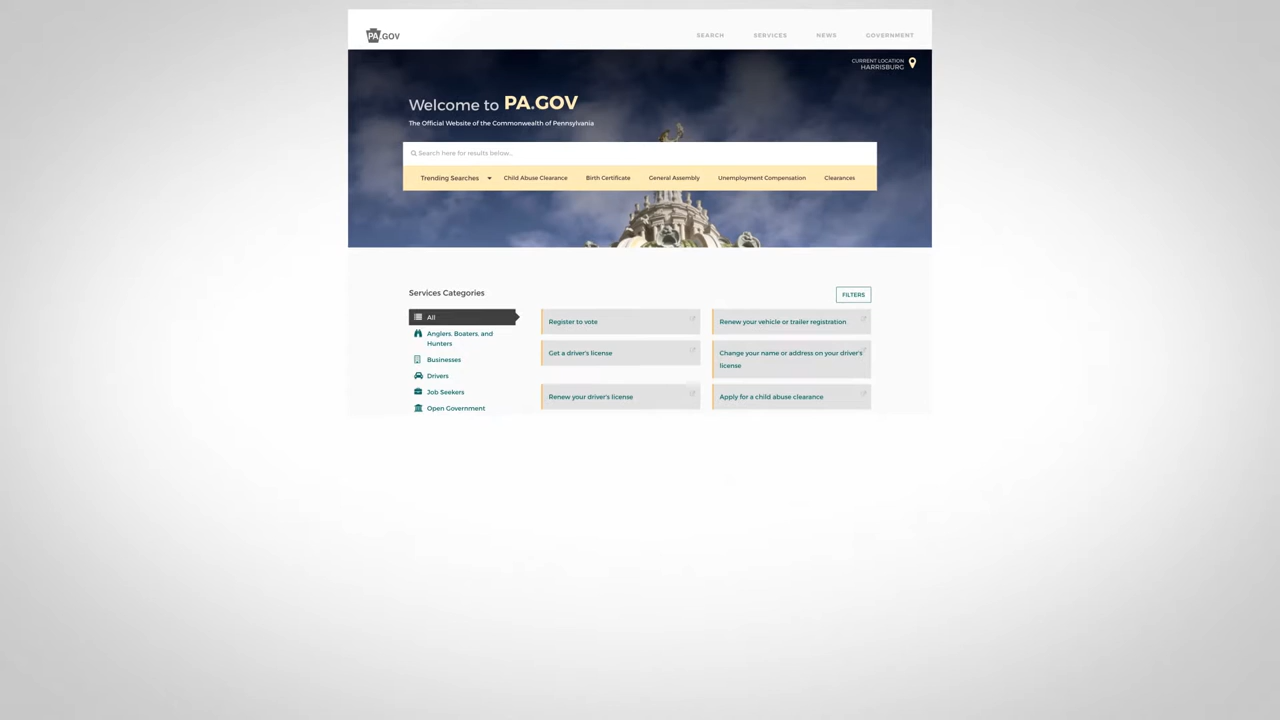 PA.GOV
SEARCH SERVICES NEWS GOVERNMENT
CURRENT LOCATION
HARRISBURG
Welcome to PA.GOV
The Official Website of the Commonwealth of Pennsylvania
Search here for results below...
Trending Searches Child Abuse Clearance Birth Certificate General Assembly Unemployment Compensation Clearances
Services Categories
FILTERS
All
Anglers, Boaters, and
Hunters
Businesses
Drivers
Job Seekers
Open Government
Register to vote
Renew your vehicle or trailer registration
Get a driver's license
Change your name or address on your driver's
license
Renew your driver's license
Apply for a child abuse clearance